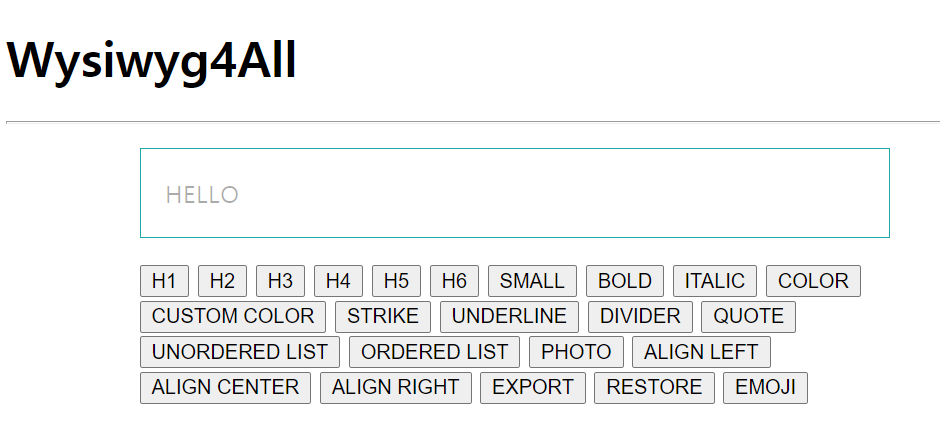 Wysiwyg4All
HELLO
H1 H2 H3 H4 H5 H6 SMALL BOLD ITALIC COLOR
CUSTOM COLOR STRIKE UNDERLINE DIVIDER QUOTE
UNORDERED LIST ORDERED LIST PHOTO ALIGN LEFT
ALIGN CENTER ALIGN RIGHT EXPORT RESTORE EMOJI